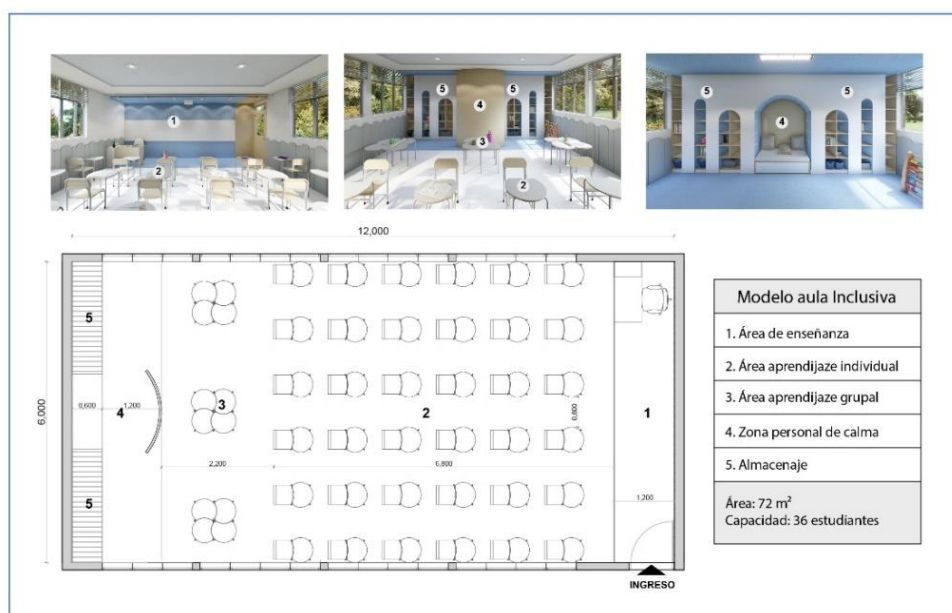 1
2
5
5
4
3
2
5
5
4
12,000
6,000
5
0,600
4
1,200
3
2
0,600
1
2,200
6,800
5
1,200
INGRESO
Modelo aula Inclusiva
1. Área de enseñanza
2. Área aprendijaze individual
3. Área aprendijaze grupal
4. Zona personal de calma
5. Almacenaje
Área: 72 m²
Capacidad: 36 estudiantes